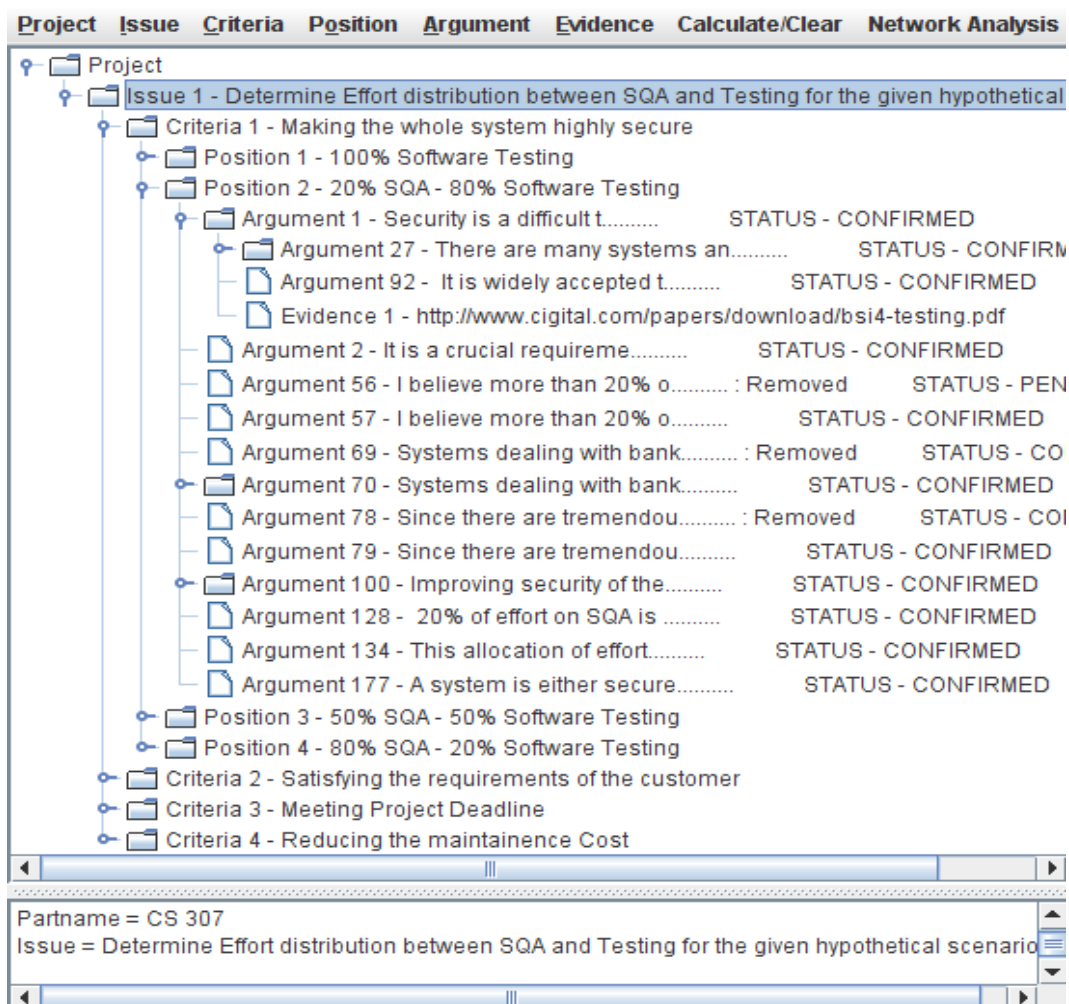 Project Issue Criteria Position Argument Evidence Calculate/Clear Network Analysis
Project
Issue 1 - Determine Effort distribution between SQA and Testing for the given hypothetical
Criteria 1 - Making the whole system highly secure
Position 1 - 100% Software Testing
Position 2 - 20% SQA - 80% Software Testing
Argument 1 - Security is a difficult t.......... STATUS - CONFIRMED
Argument 27 - There are many systems an.......... STATUS - CONFIRM
Argument 92 - It is widely accepted t.......... STATUS - CONFIRMED
Evidence 1 - http://www.cigital.com/papers/download/bsi4-testing.pdf
Argument 2 - It is a crucial requireme.......... STATUS - CONFIRMED
Argument 56 - I believe more than 20% o.......... : Removed STATUS - PEN
Argument 57 - I believe more than 20% o.......... STATUS - CONFIRMED
Argument 69 - Systems dealing with bank.......... : Removed STATUS - CO
Argument 70 - Systems dealing with bank.......... STATUS - CONFIRMED
Argument 78 - Since there are tremendou.......... : Removed STATUS - CON
Argument 79 - Since there are tremendou.......... STATUS - CONFIRMED
Argument 100 - Improving security of the.......... STATUS - CONFIRMED
Argument 128 - 20% of effort on SQA is .......... STATUS - CONFIRMED
Argument 134 - This allocation of effort.......... STATUS - CONFIRMED
Argument 177 - A system is either secure.......... STATUS - CONFIRMED
Position 3 - 50% SQA - 50% Software Testing
Position 4 - 80% SQA - 20% Software Testing
Criteria 2 - Satisfying the requirements of the customer
Criteria 3 - Meeting Project Deadline
Criteria 4 - Reducing the maintainence Cost
Partname = CS 307
Issue = Determine Effort distribution between SQA and Testing for the given hypothetical scenario